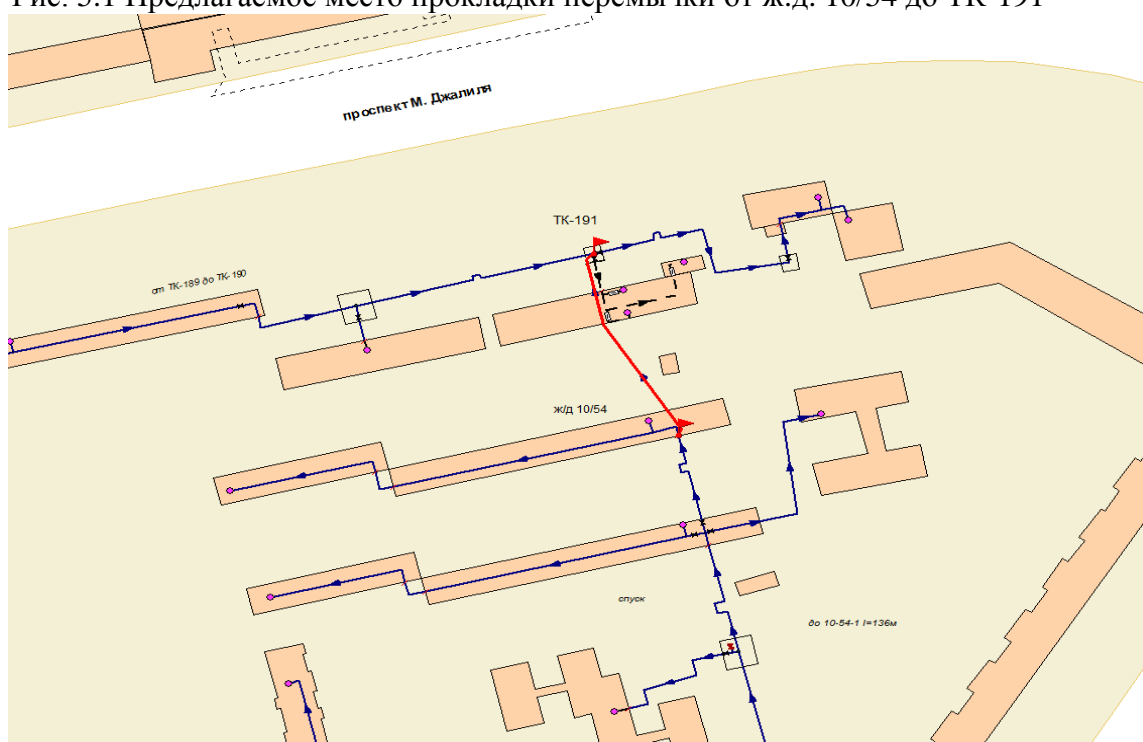 Рис. 5.1 Предлагаемое место прокладки перемычки от ж.д. 10/54 до ТК-191
проспект М. Джалиля
ТК-191
от ТК-189 до ТК-190
ж/д 10/54
спуск
до 10-54-1 l=136м